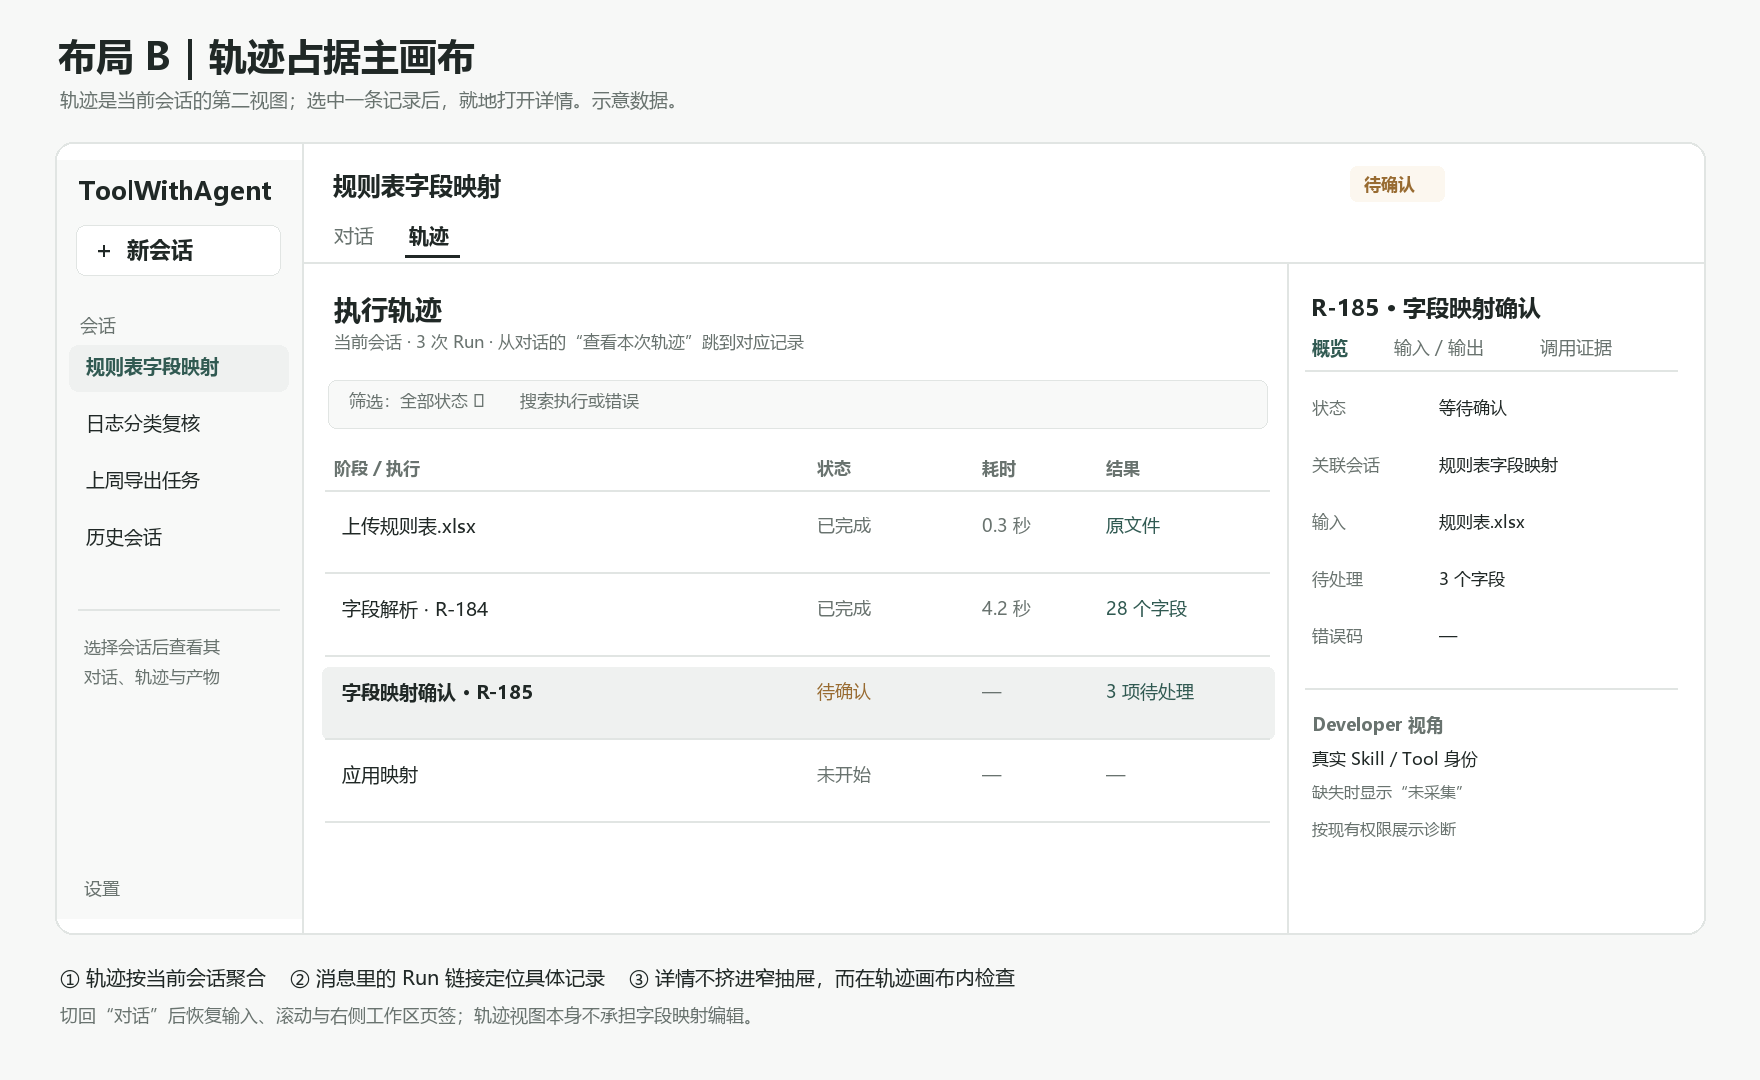 布局 B | 轨迹占据主画布
轨迹是当前会话的第二视图；选中一条记录后，就地打开详情。示意数据。
ToolWithAgent
+ 新会话
会话
规则表字段映射
日志分类复核
上周导出任务
历史会话
选择会话后查看其
对话、轨迹与产物
设置
规则表字段映射
待确认
对话 轨迹
执行轨迹
当前会话 · 3 次 Run · 从对话的“查看本次轨迹”跳到对应记录
筛选：全部状态 搜索执行或错误
阶段 / 执行 状态 耗时 结果
上传规则表.xlsx 已完成 0.3 秒 原文件
字段解析 · R-184 已完成 4.2 秒 28 个字段
字段映射确认 · R-185 待确认 — 3 项待处理
应用映射 未开始 — —
R-185 · 字段映射确认
概览 输入 / 输出 调用证据
状态 等待确认
关联会话 规则表字段映射
输入 规则表.xlsx
待处理 3 个字段
错误码 —
Developer 视角
真实 Skill / Tool 身份
缺失时显示“未采集”
按现有权限展示诊断
① 轨迹按当前会话聚合 ② 消息里的 Run 链接定位具体记录 ③ 详情不挤进窄抽屉，而在轨迹画布内检查
切回“对话”后恢复输入、滚动与右侧工作区页签；轨迹视图本身不承担字段映射编辑。